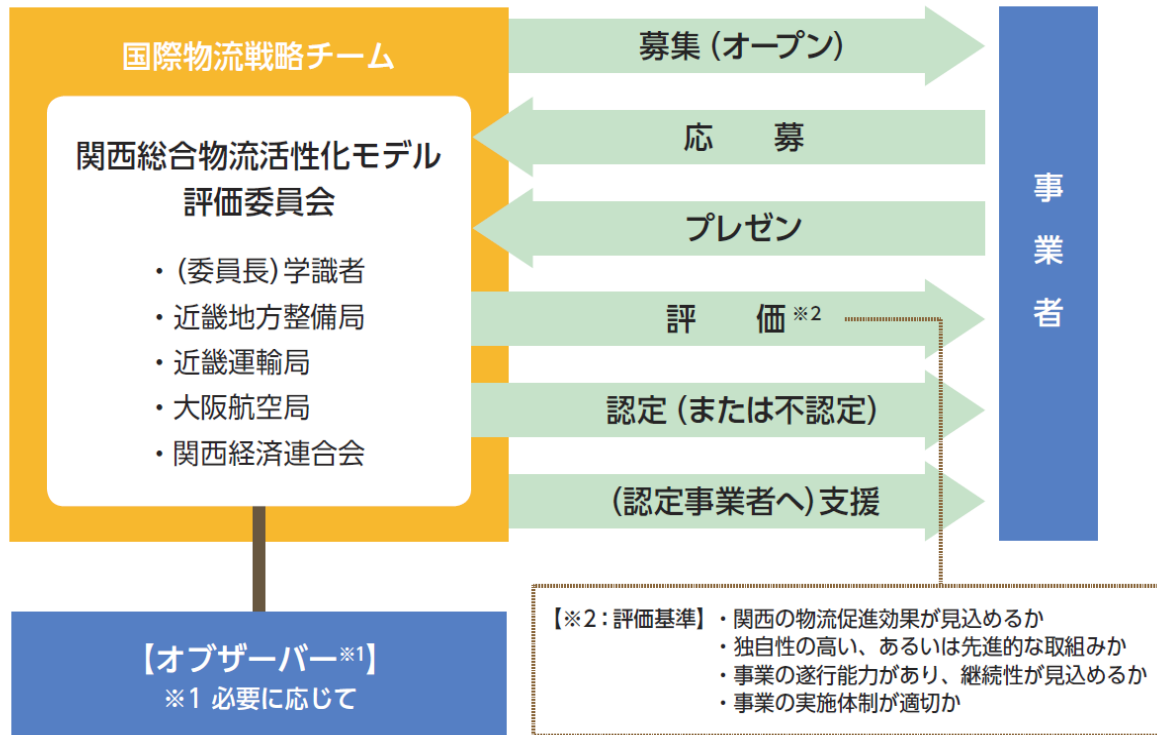 国際物流戦略チーム
関西総合物流活性化モデル
評価委員会
・(委員長)学識者
・近畿地方整備局
・近畿運輸局
・大阪航空局
・関西経済連合会
【オブザーバー※1】
※1 必要に応じて
募集(オープン)
応　募
プレゼン
評　価※2
認定(または不認定)
(認定事業者へ)支援
事業者
【※2:評価基準】・関西の物流促進効果が見込めるか
・独自性の高い、あるいは先進的な取組みか
・事業の遂行能力があり、継続性が見込めるか
・事業の実施体制が適切か